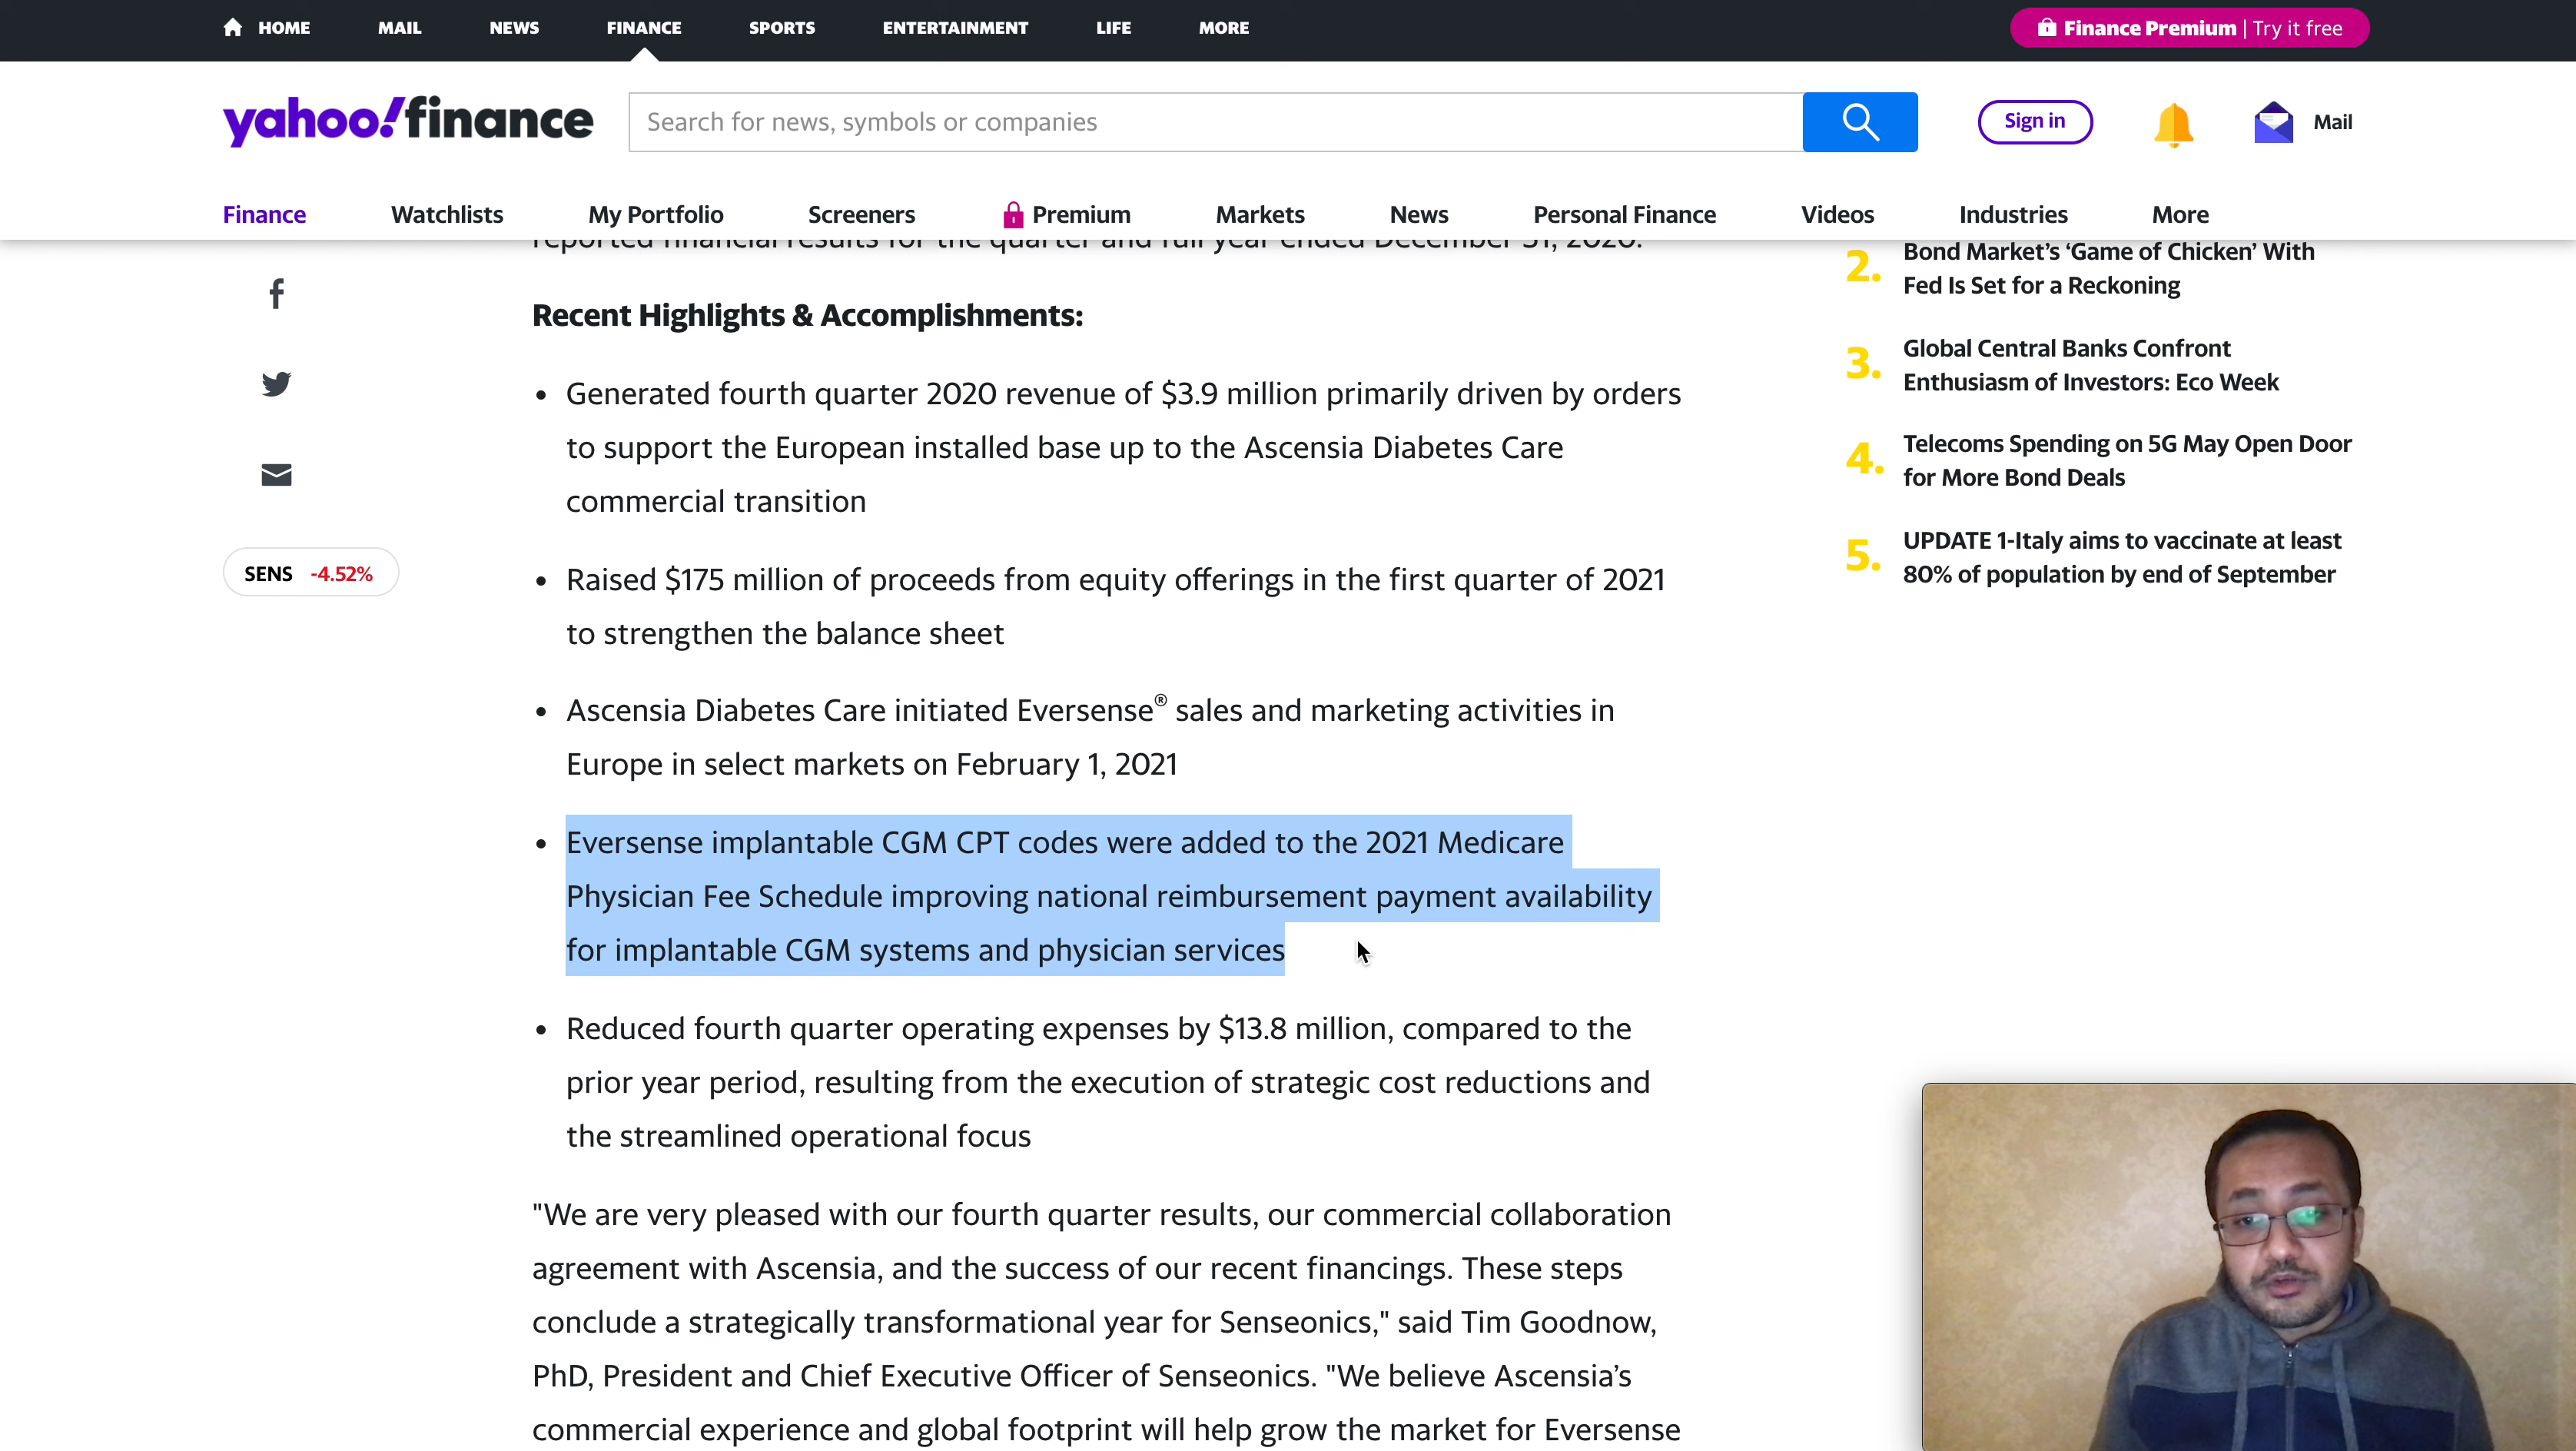 HOME MAIL NEWS FINANCE SPORTS ENTERTAINMENT LIFE MORE
Finance Premium | Try it free
yahoo!finance
Search for news, symbols or companies
Sign in
Mail
Finance Watchlists My Portfolio Screeners Premium Markets News Personal Finance Videos Industries More
reported financial results for the quarter and full year ended December 31, 2020.
Recent Highlights & Accomplishments:
• Generated fourth quarter 2020 revenue of $3.9 million primarily driven by orders
to support the European installed base up to the Ascensia Diabetes Care
commercial transition
• Raised $175 million of proceeds from equity offerings in the first quarter of 2021
to strengthen the balance sheet
• Ascensia Diabetes Care initiated Eversense® sales and marketing activities in
Europe in select markets on February 1, 2021
• Eversense implantable CGM CPT codes were added to the 2021 Medicare
Physician Fee Schedule improving national reimbursement payment availability
for implantable CGM systems and physician services
• Reduced fourth quarter operating expenses by $13.8 million, compared to the
prior year period, resulting from the execution of strategic cost reductions and
the streamlined operational focus
"We are very pleased with our fourth quarter results, our commercial collaboration
agreement with Ascensia, and the success of our recent financings. These steps
conclude a strategically transformational year for Senseonics," said Tim Goodnow,
PhD, President and Chief Executive Officer of Senseonics. "We believe Ascensia’s
commercial experience and global footprint will help grow the market for Eversense
SENS -4.52%
2. Bond Market’s ‘Game of Chicken’ With
Fed Is Set for a Reckoning
3. Global Central Banks Confront
Enthusiasm of Investors: Eco Week
4. Telecoms Spending on 5G May Open Door
for More Bond Deals
5. UPDATE 1-Italy aims to vaccinate at least
80% of population by end of September